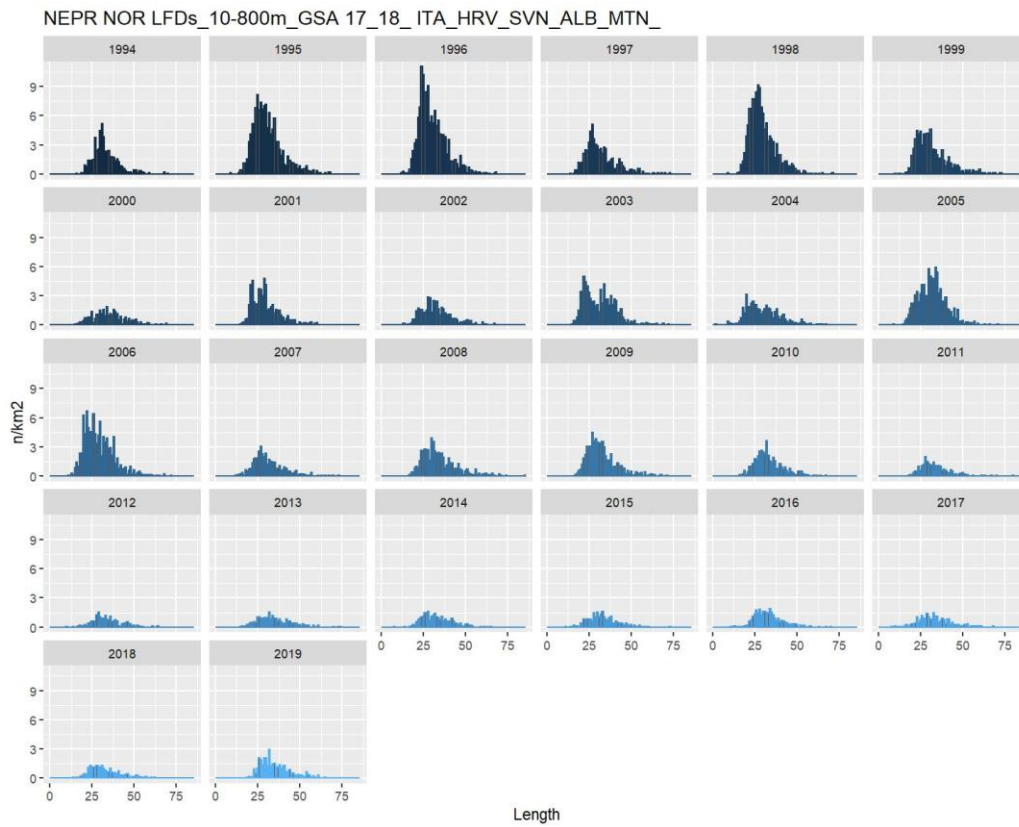 NEPR NOR LFDs_10-800m_GSA 17_18_ ITA_HRV_SVN_ALB_MTN_
1994 1995 1996 1997 1998 1999
9
6
3
0
2000 2001 2002 2003 2004 2005
9
6
3
0
2006 2007 2008 2009 2010 2011
9
6
3
0
n/km2
2012 2013 2014 2015 2016 2017
9
6
3
0
0 25 50 75 0 25 50 75 0 25 50 75 0 25 50 75
2018 2019
9
6
3
0
0 25 50 75 0 25 50 75
Length